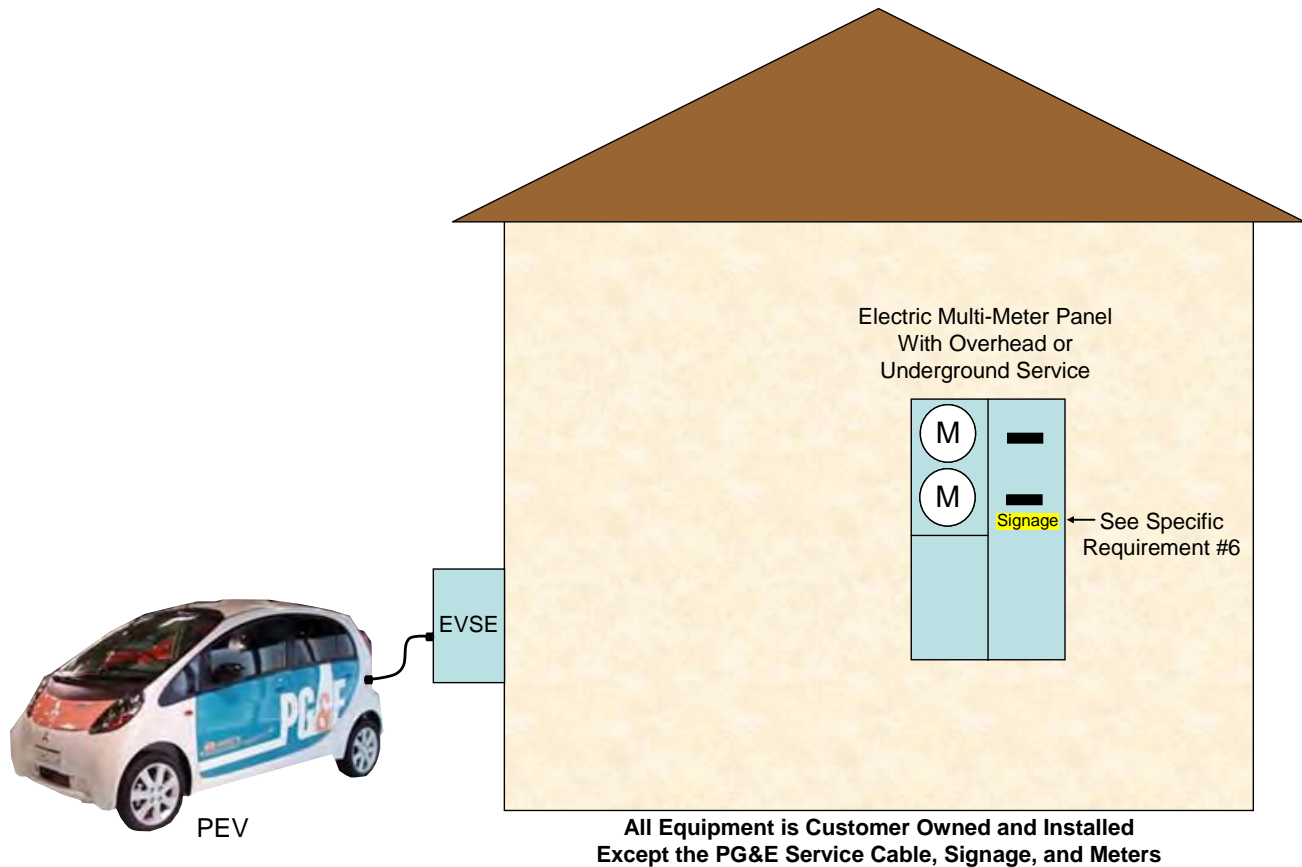 Electric Multi-Meter Panel
With Overhead or
Underground Service
M
M
Signage
See Specific
Requirement #6
EVSE
PG&E
PEV
All Equipment is Customer Owned and Installed
Except the PG&E Service Cable, Signage, and Meters